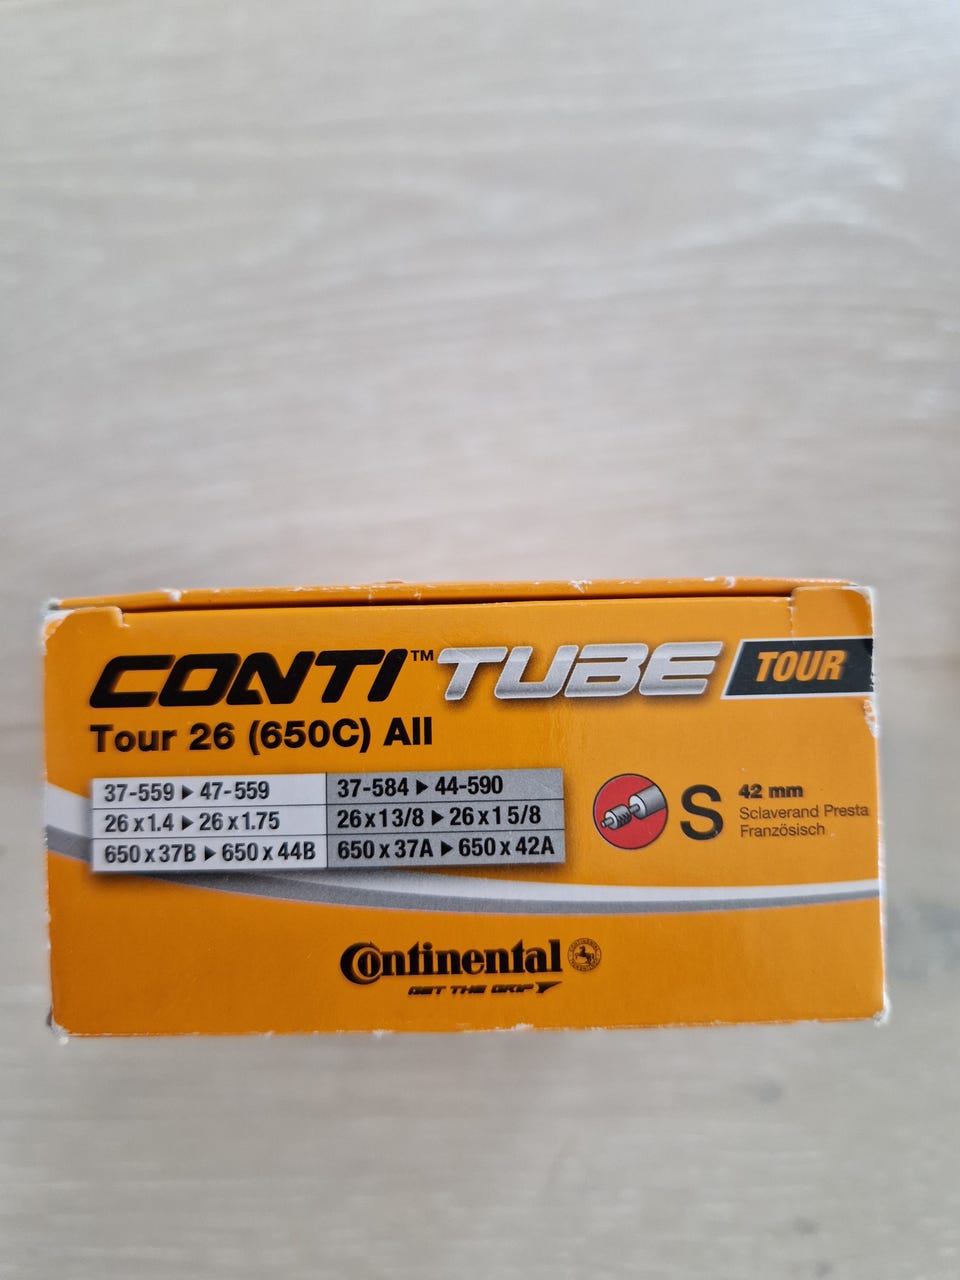 CONTI™ TUBE TOUR
Tour 26 (650C) All
37-559 ▶ 47-559
26 x 1.4 ▶ 26 x 1.75
650 x 37B ▶ 650 x 44B
37-584 ▶ 44-590
26 x 1 3/8 ▶ 26 x 1 5/8
650 x 37A ▶ 650 x 42A
S
42 mm
Sclaverand Presta
Französisch
Continental
GET THE GRIP